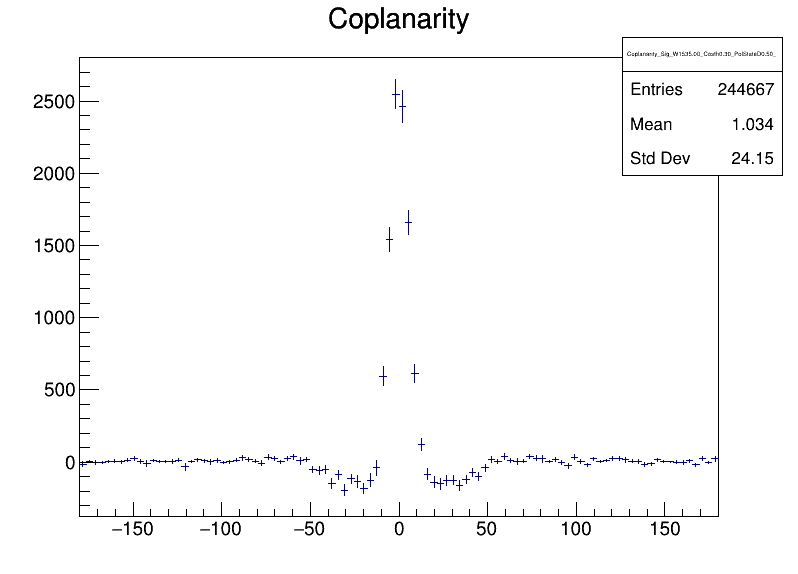 Coplanarity
Coplanarity_Sig_W1535.00_Costh0.30_PolStateD0.50_
Entries 244667
Mean 1.034
Std Dev 24.15
2500
2000
1500
1000
500
0
−150 −100 −50 0 50 100 150